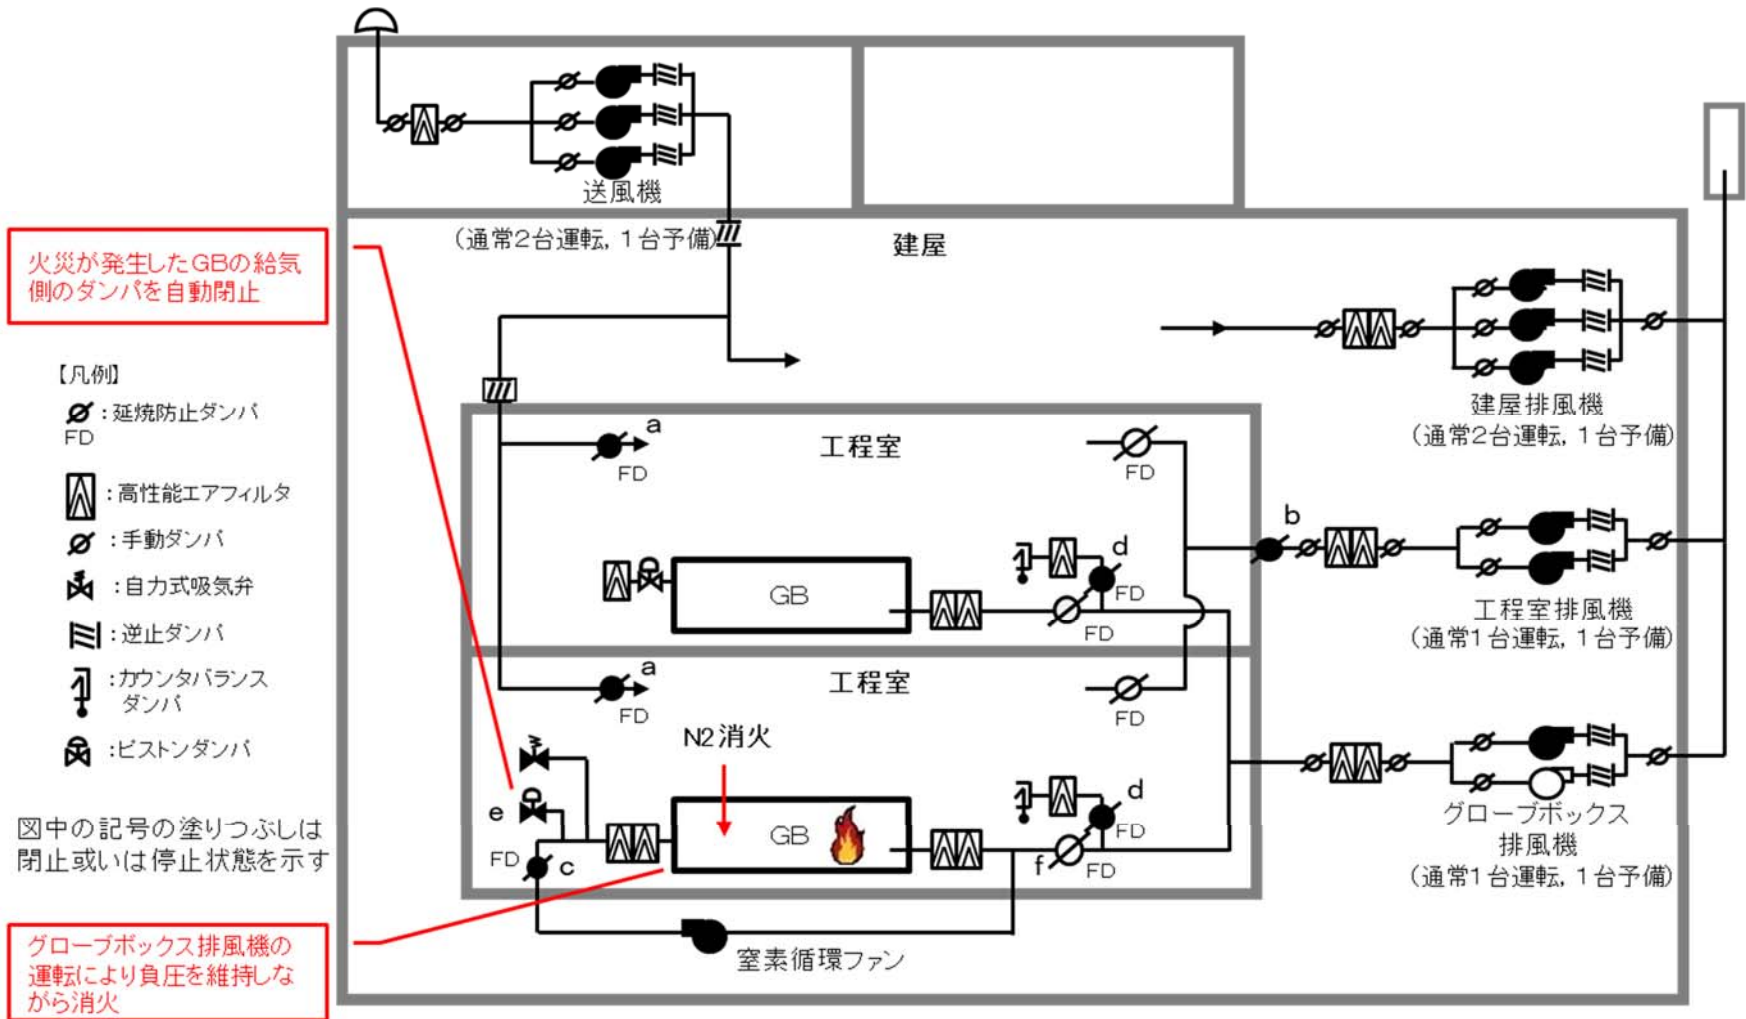 送風機
(通常2台運転, 1台予備)
建屋
火災が発生したGBの給気
側のダンパを自動閉止
【凡例】
:延焼防止ダンパ
FD
:高性能エアフィルタ
:手動ダンパ
:自力式吸気弁
:逆止ダンパ
:カウンタバランス
ダンパ
:ピストンダンパ
図中の記号の塗りつぶしは
閉止或いは停止状態を示す
グローブボックス排風機の
運転により負圧を維持しな
がら消火
建屋排風機
(通常2台運転, 1台予備)
a
FD
工程室
FD
b
d
FD
GB
FD
工程室排風機
(通常1台運転, 1台予備)
a
FD
工程室
FD
N2消火
e
FD
c
GB
d
FD
f
FD
グローブボックス
排風機
(通常1台運転, 1台予備)
窒素循環ファン